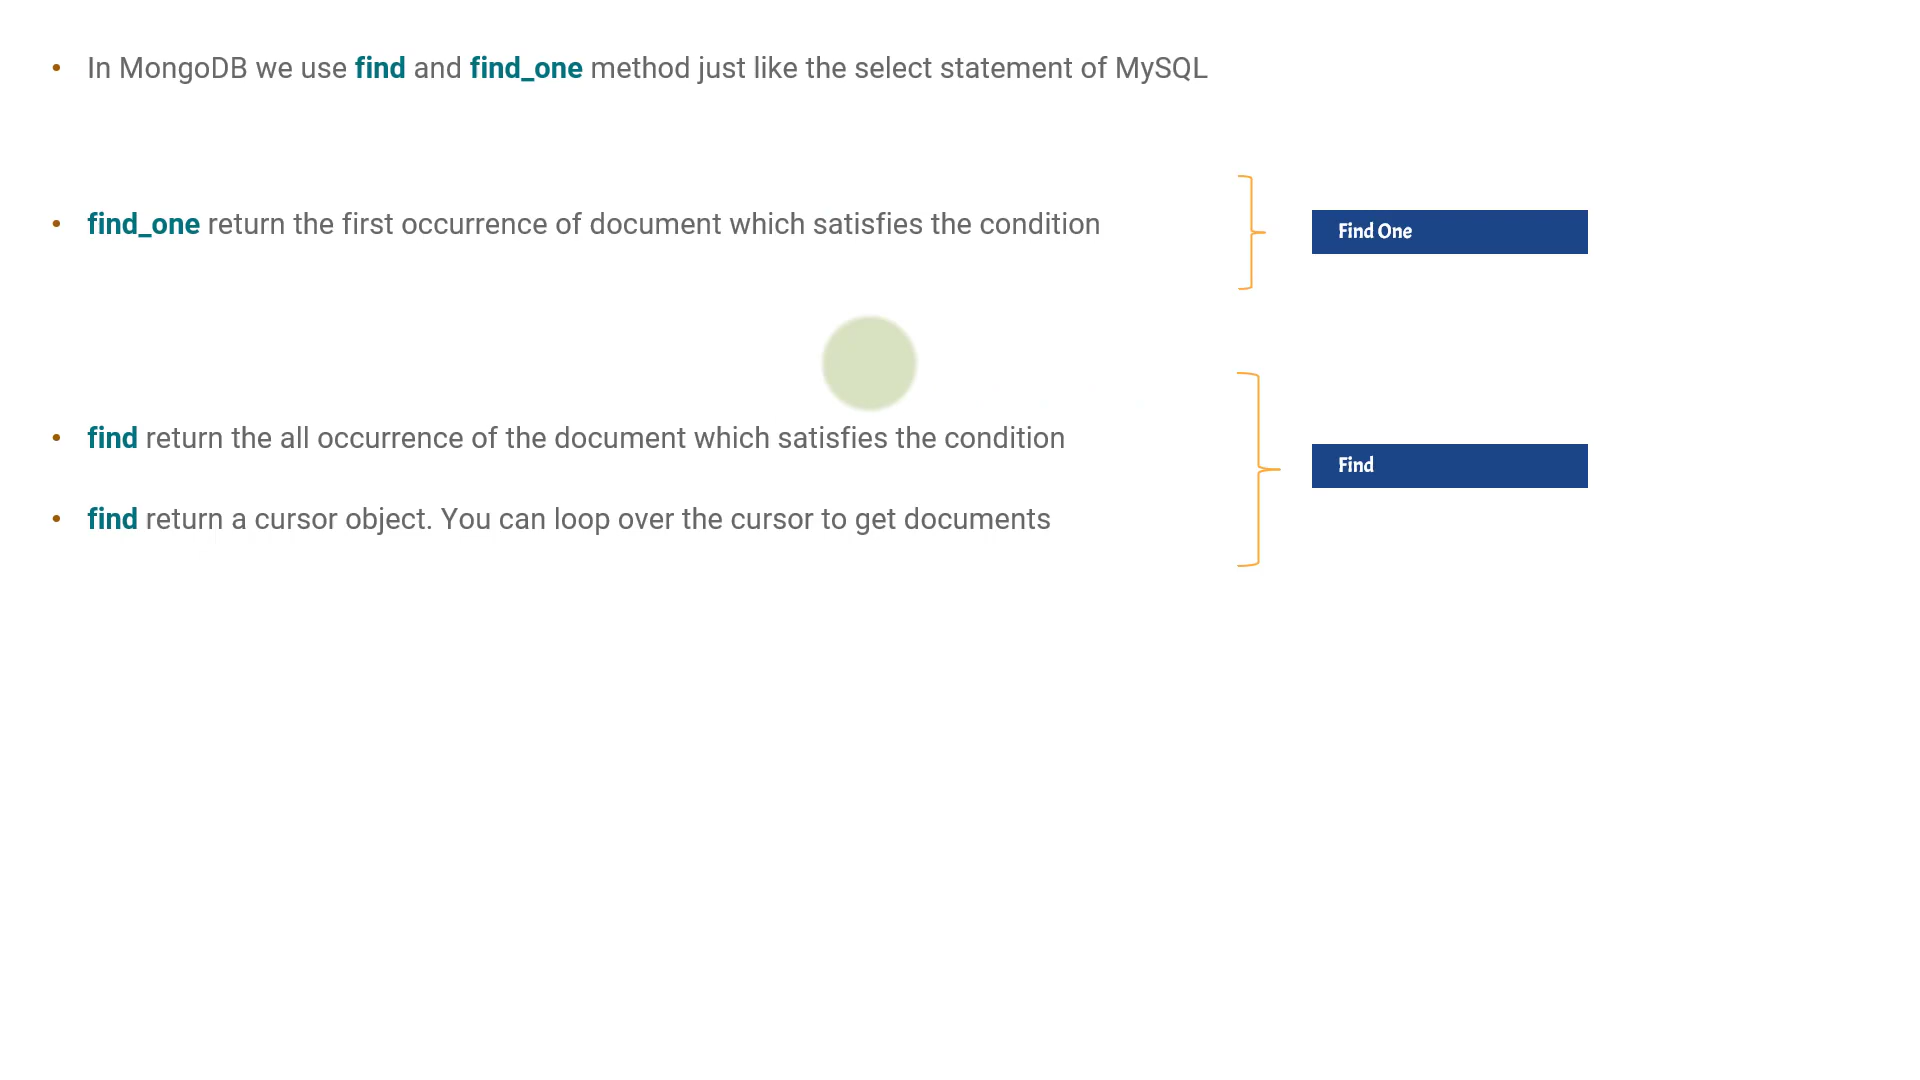 • In MongoDB we use find and find_one method just like the select statement of MySQL
• find_one return the first occurrence of document which satisfies the condition
Find One
• find return the all occurrence of the document which satisfies the condition
Find
• find return a cursor object. You can loop over the cursor to get documents